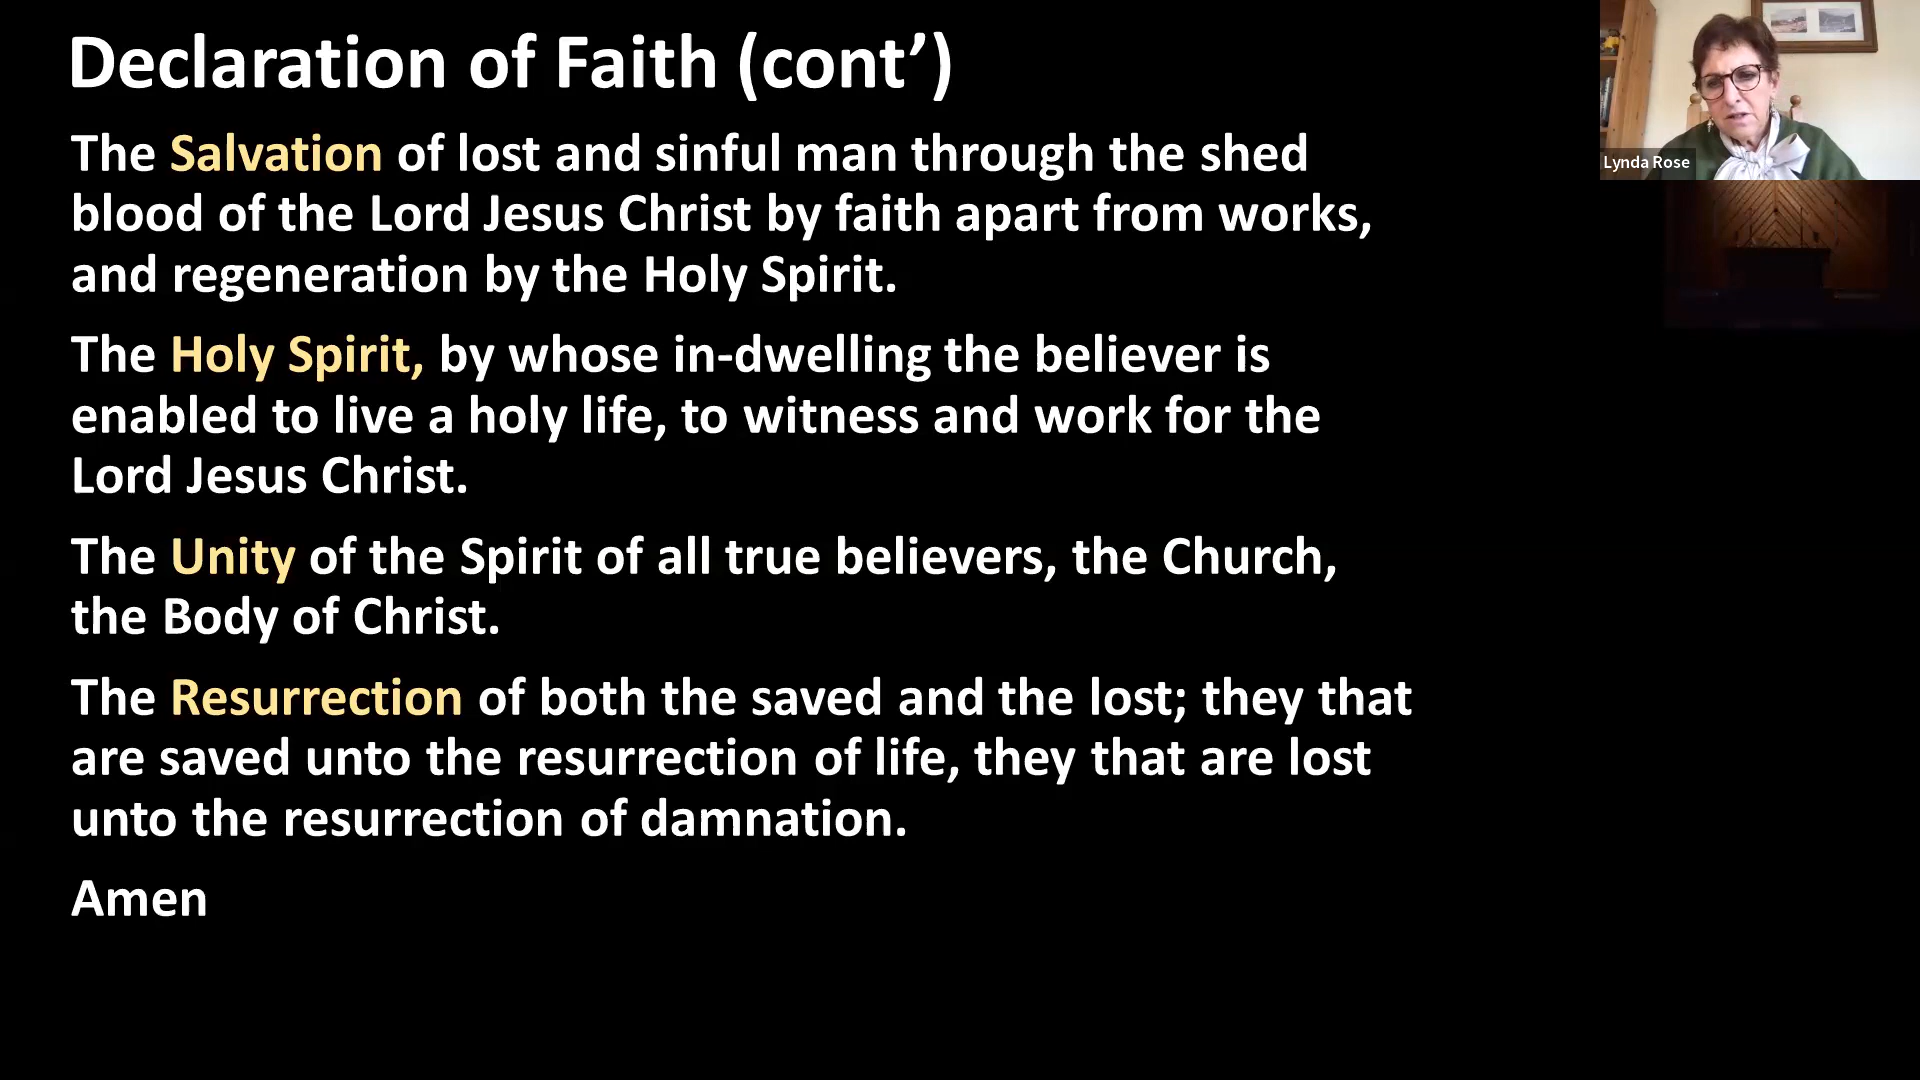 Declaration of Faith (cont’)
The Salvation of lost and sinful man through the shed
blood of the Lord Jesus Christ by faith apart from works,
and regeneration by the Holy Spirit.
The Holy Spirit, by whose in-dwelling the believer is
enabled to live a holy life, to witness and work for the
Lord Jesus Christ.
The Unity of the Spirit of all true believers, the Church,
the Body of Christ.
The Resurrection of both the saved and the lost; they that
are saved unto the resurrection of life, they that are lost
unto the resurrection of damnation.
Amen
Lynda Rose